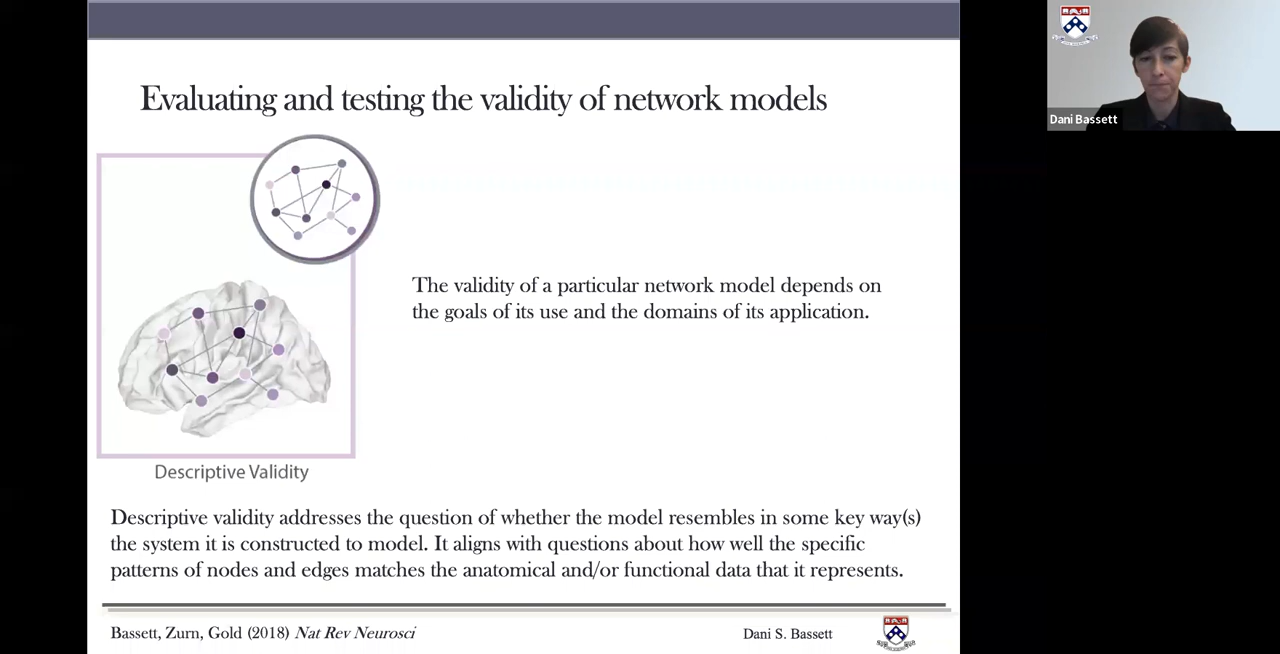 Evaluating and testing the validity of network models
The validity of a particular network model depends on
the goals of its use and the domains of its application.
Descriptive Validity
Descriptive validity addresses the question of whether the model resembles in some key way(s)
the system it is constructed to model. It aligns with questions about how well the specific
patterns of nodes and edges matches the anatomical and/or functional data that it represents.
Bassett, Zurn, Gold (2018) Nat Rev Neurosci
Dani S. Bassett
Dani Bassett